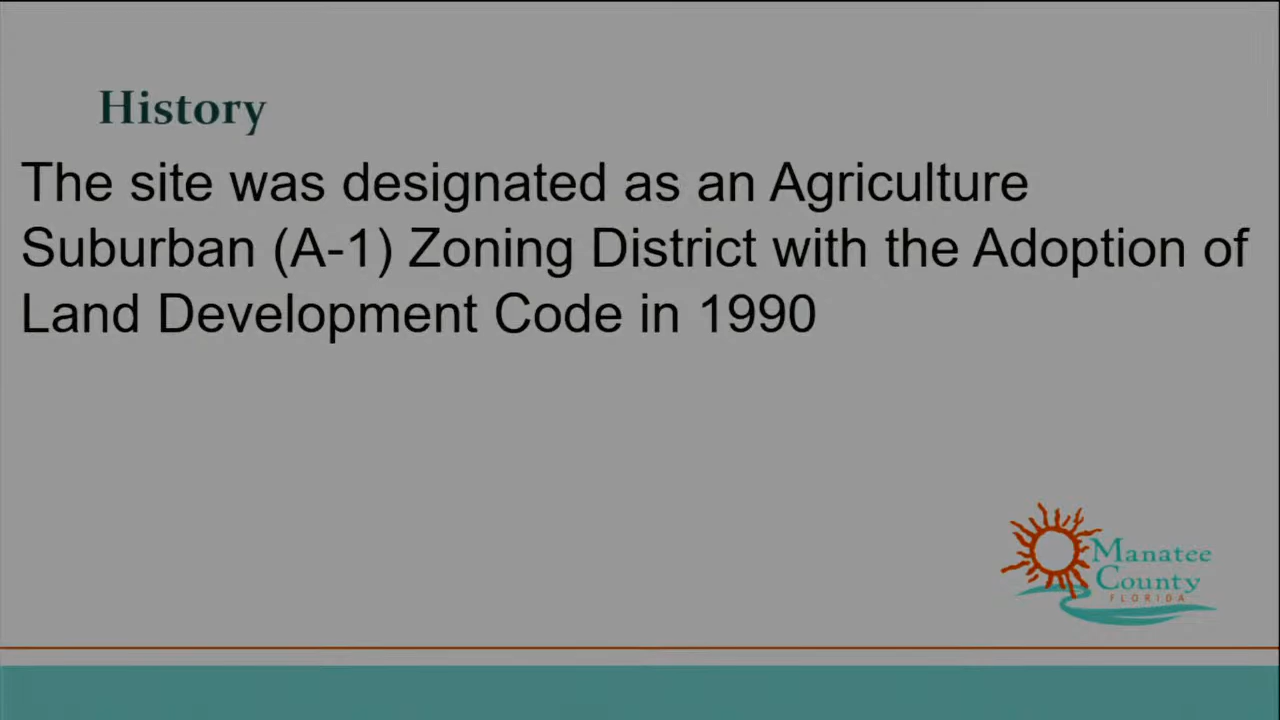 History
The site was designated as an Agriculture
Suburban (A-1) Zoning District with the Adoption of
Land Development Code in 1990
Manatee
County
FLORIDA